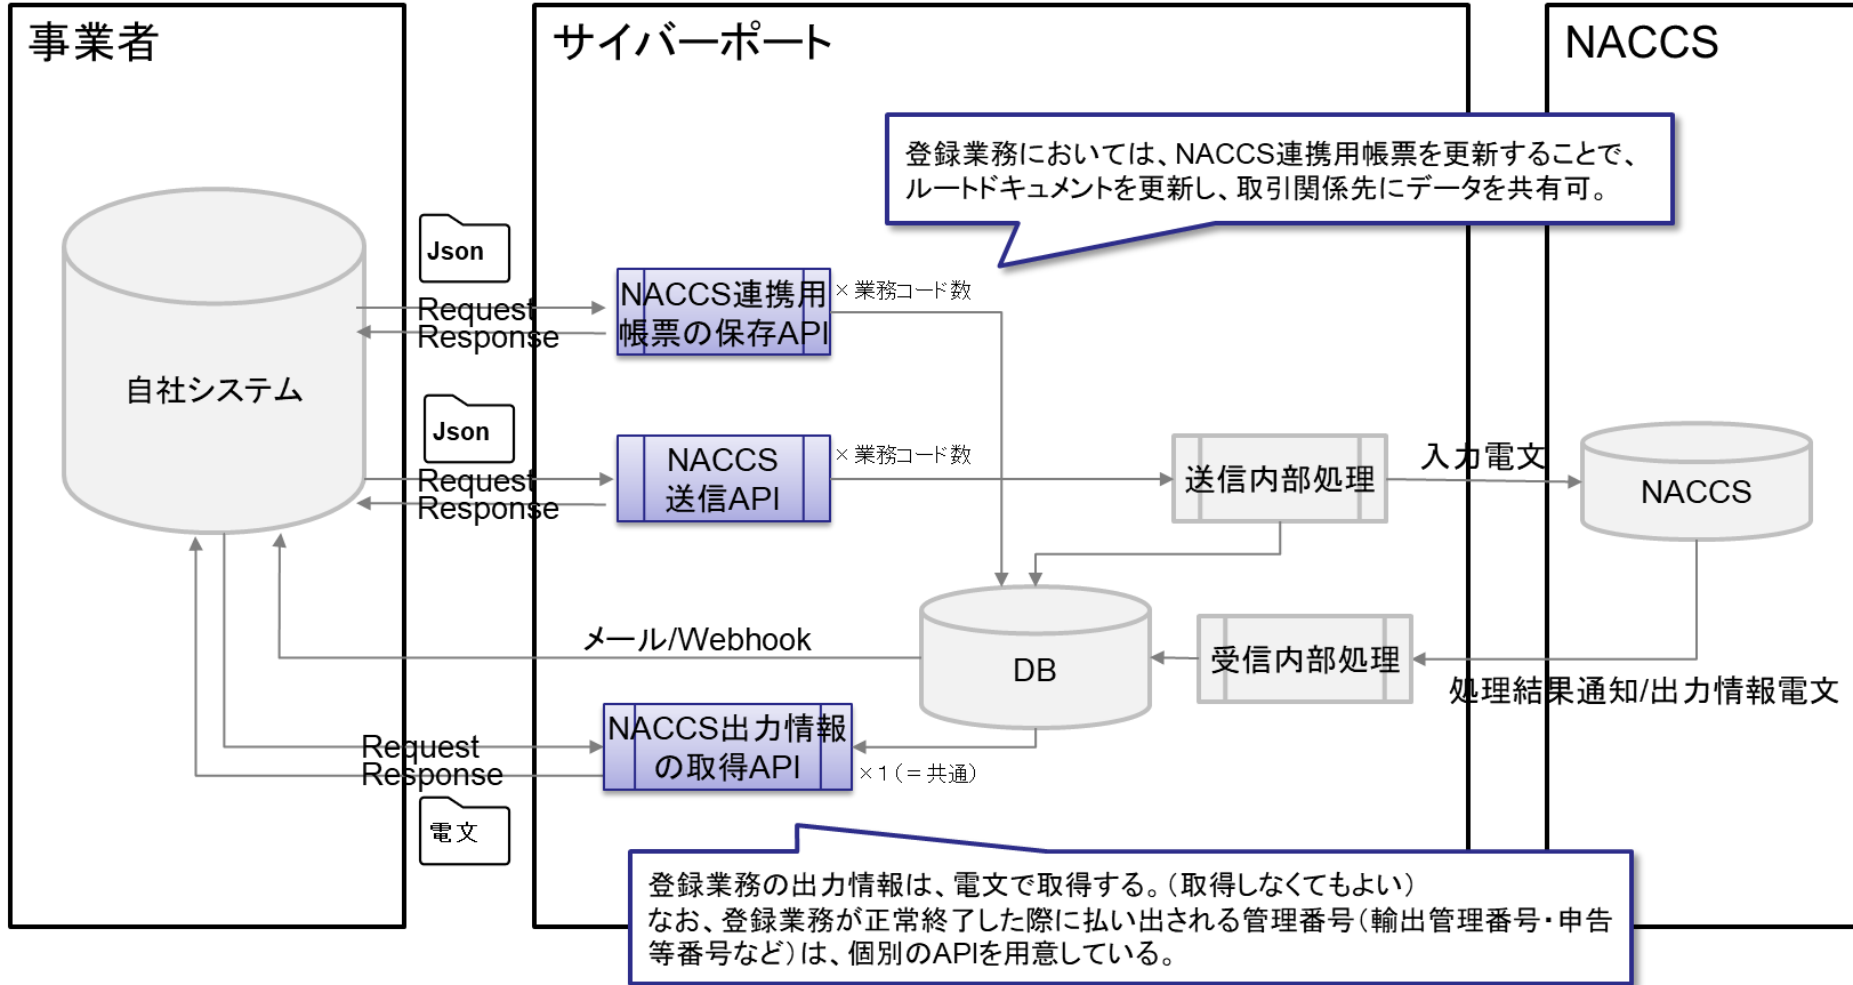 事業者
サイバーポート
NACCS
登録業務においては、NACCS連携用帳票を更新することで、
ルートドキュメントを更新し、取引関係先にデータを共有可。
Json
Request
Response
NACCS連携用
帳票の保存API
×業務コード数
自社システム
Json
Request
Response
NACCS
送信API
×業務コード数
送信内部処理
入力電文
NACCS
メール/Webhook
DB
受信内部処理
処理結果通知/出力情報電文
Request
Response
NACCS出力情報
の取得API
×1(=共通)
電文
登録業務の出力情報は、電文で取得する。(取得しなくてもよい)
なお、登録業務が正常終了した際に払い出される管理番号(輸出管理番号・申告
等番号など)は、個別のAPIを用意している。